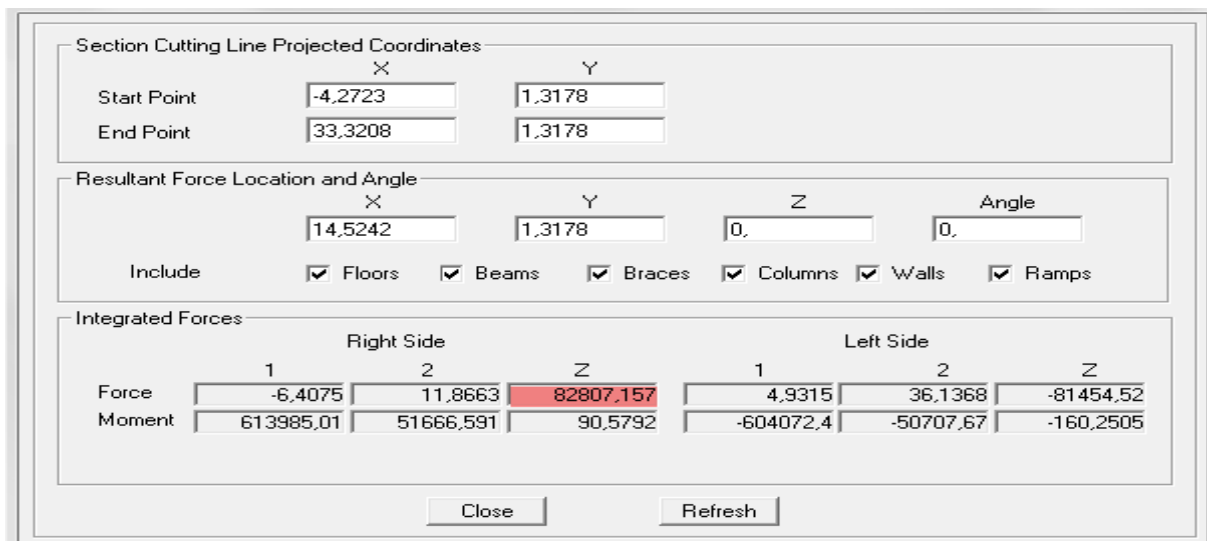 Section Cutting Line Projected Coordinates
X Y
Start Point -4,2723 1,3178
End Point 33,3208 1,3178
Resultant Force Location and Angle
X Y Z Angle
14,5242 1,3178 0, 0,
Include Floors Beams Braces Columns Walls Ramps
Integrated Forces
Right Side Left Side
1 2 Z 1 2 Z
Force -6,4075 11,8663 82807,157 4,9315 36,1368 -81454,52
Moment 613985,01 51666,591 90,5792 -604072,4 -50707,67 -160,2505
Close Refresh